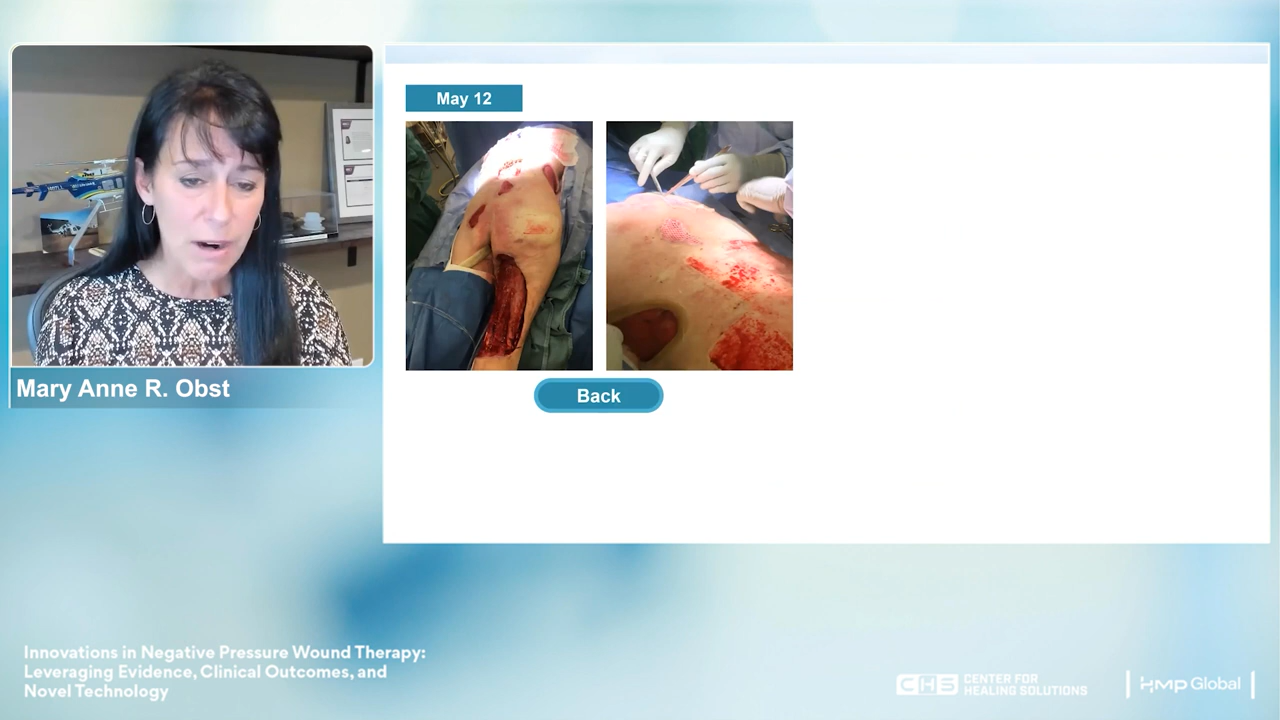 May 12
Back
Mary Anne R. Obst
Innovations in Negative Pressure Wound Therapy:
Leveraging Evidence, Clinical Outcomes, and
Novel Technology
CHS CENTER FOR
HEALING SOLUTIONS
HMP Global